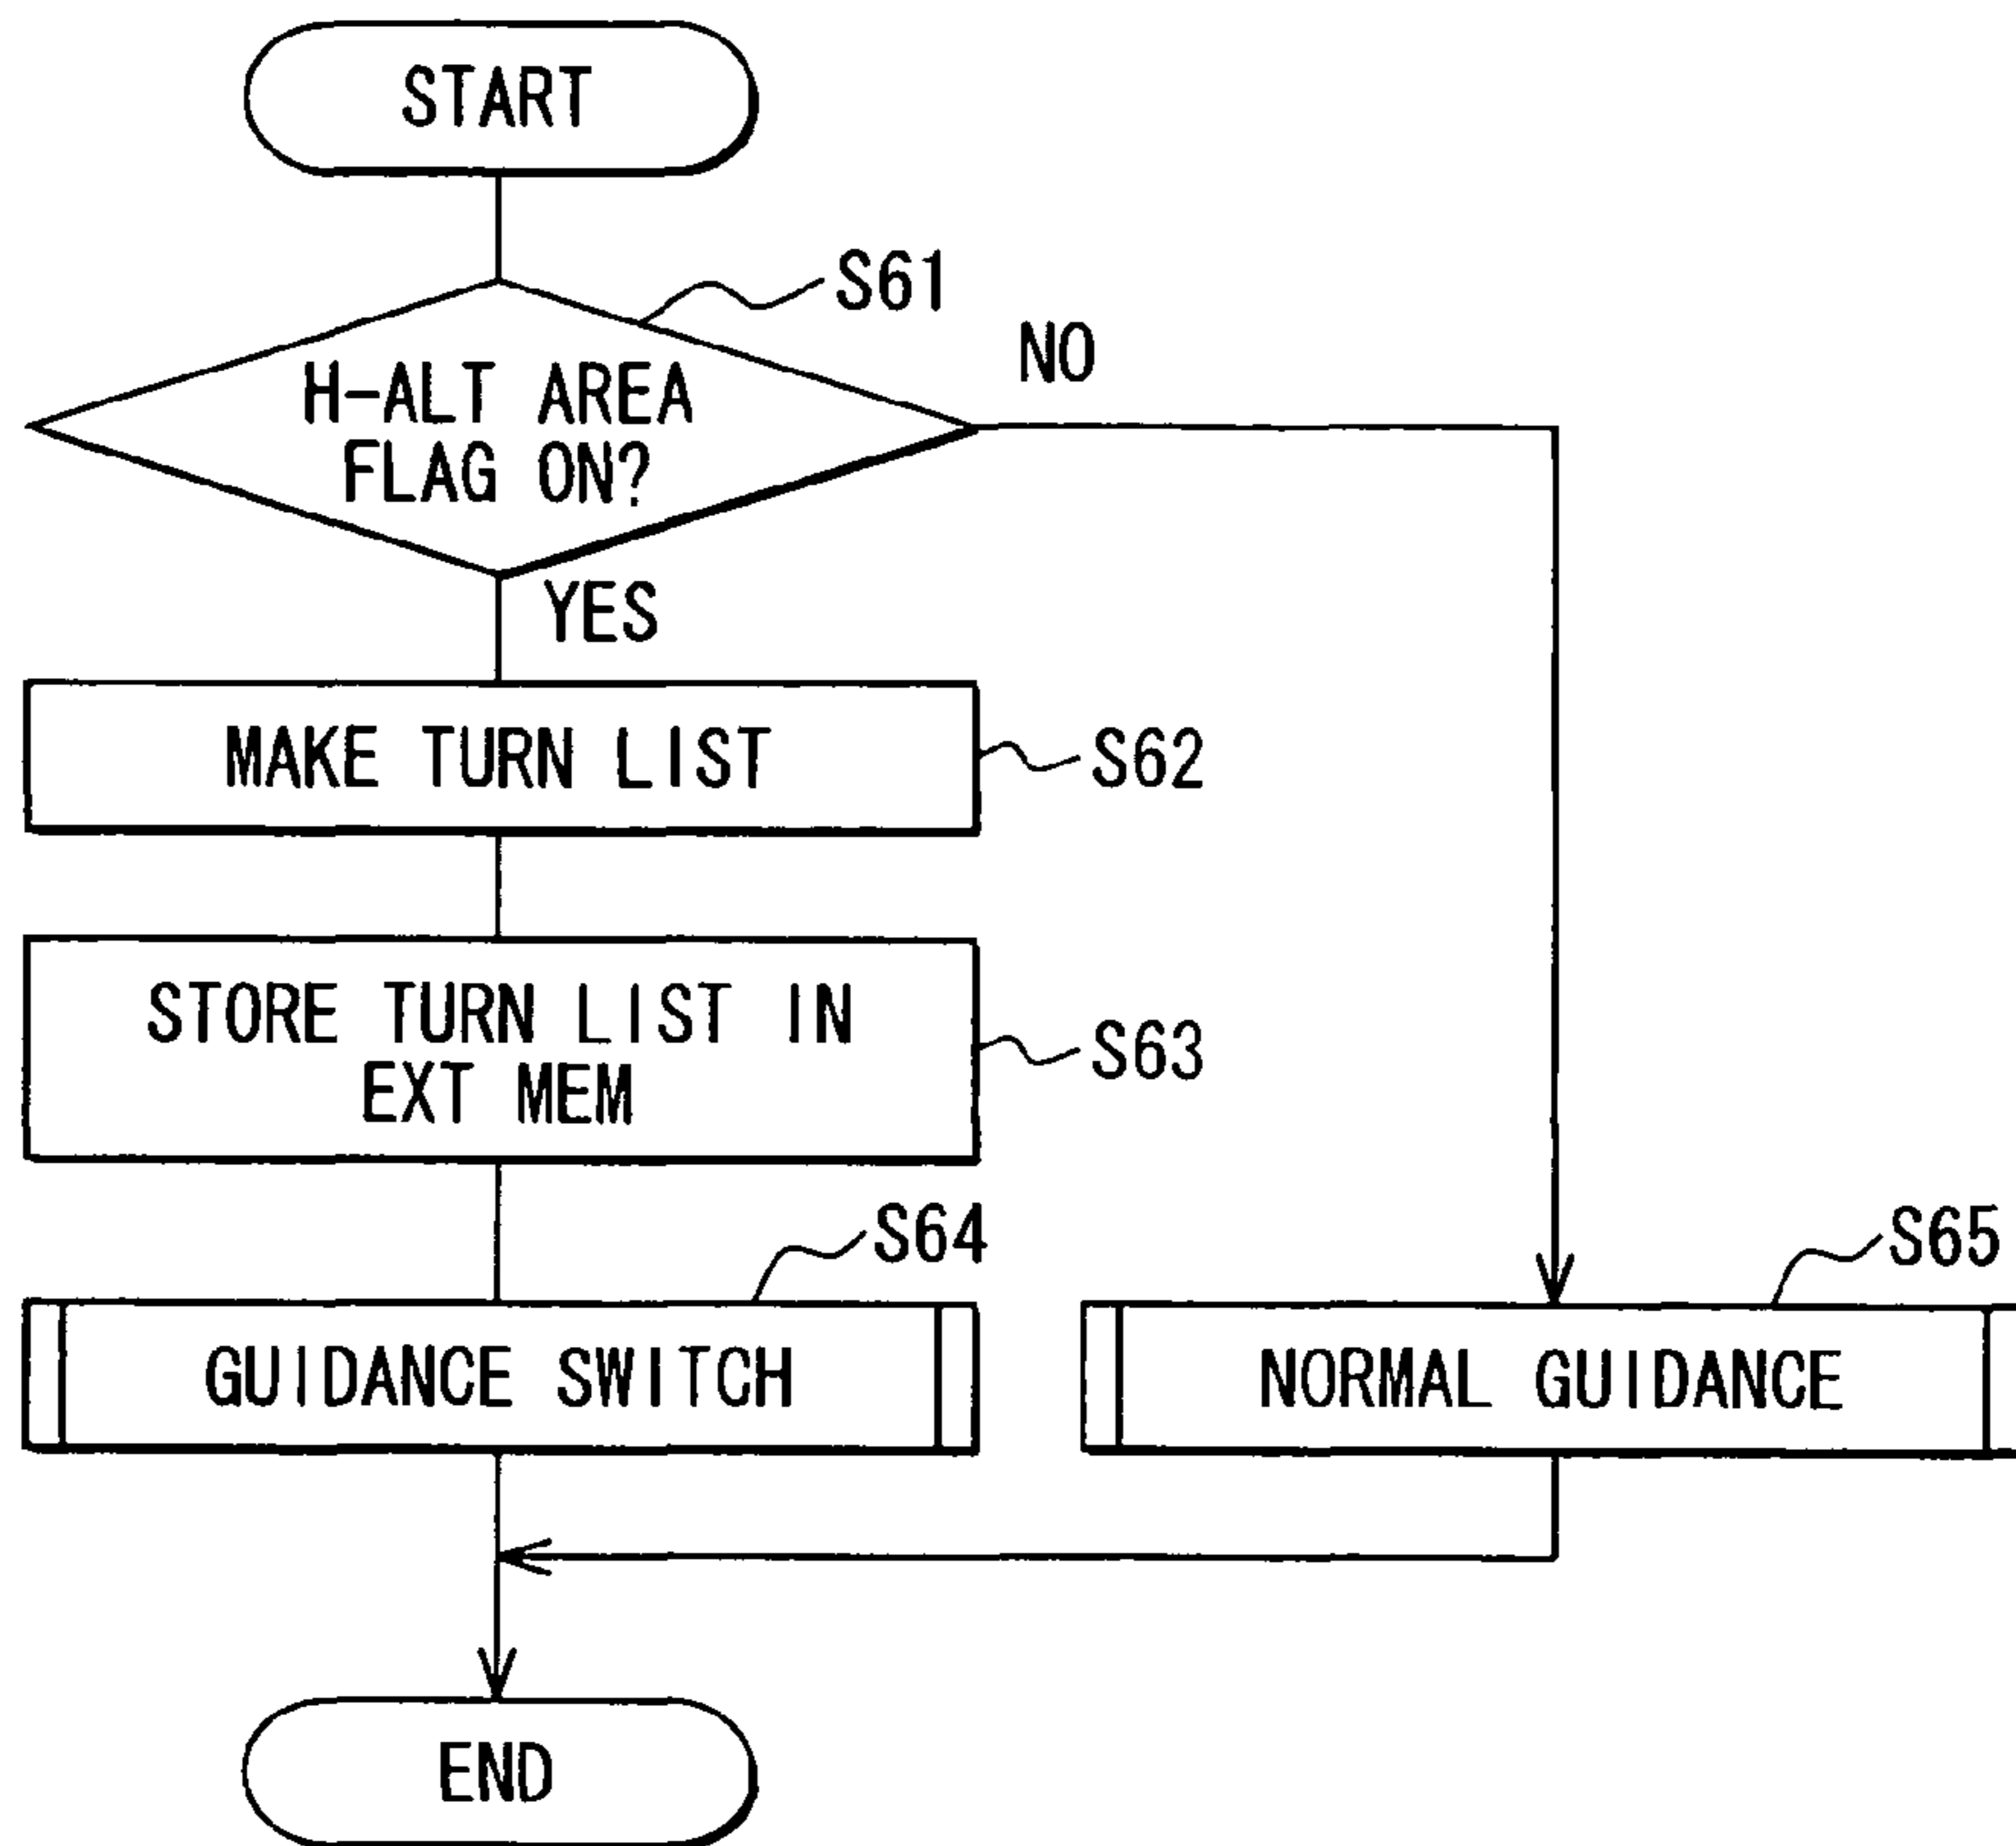 START
S61
NO
H-ALT AREA
FLAG ON?
YES
MAKE TURN LIST
S62
STORE TURN LIST IN
EXT MEM
S63
S64
S65
GUIDANCE SWITCH
NORMAL GUIDANCE
END